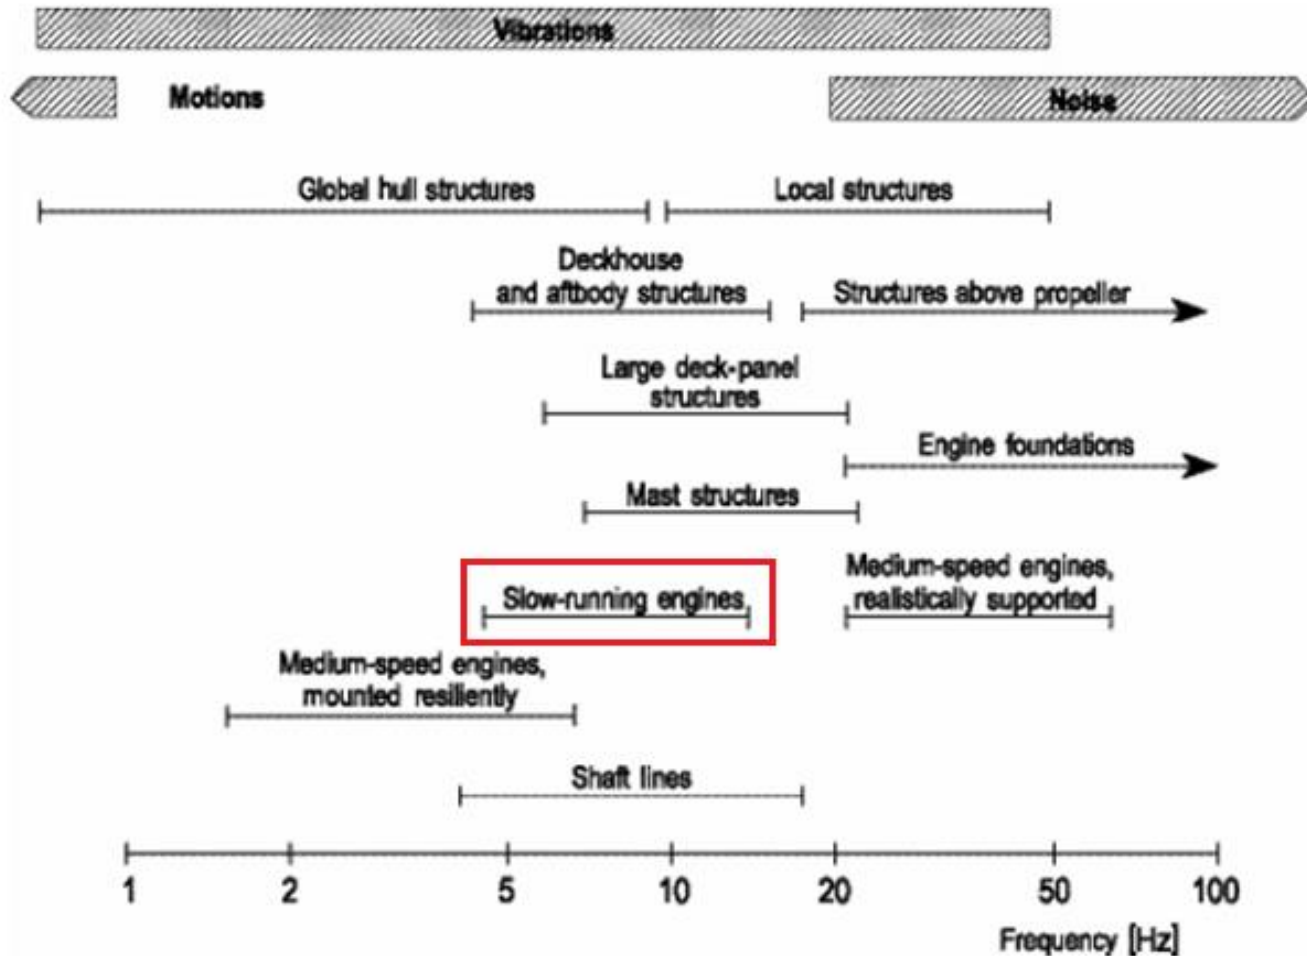 Vibrations
Motions
Noise
Global hull structures
Local structures
Deckhouse
and aftbody structures
Structures above propeller
Large deck-panel
structures
Engine foundations
Mast structures
Slow-running engines
Medium-speed engines,
realistically supported
Medium-speed engines,
mounted resiliently
Shaft lines
1 2 5 10 20 50 100
Frequency [Hz]